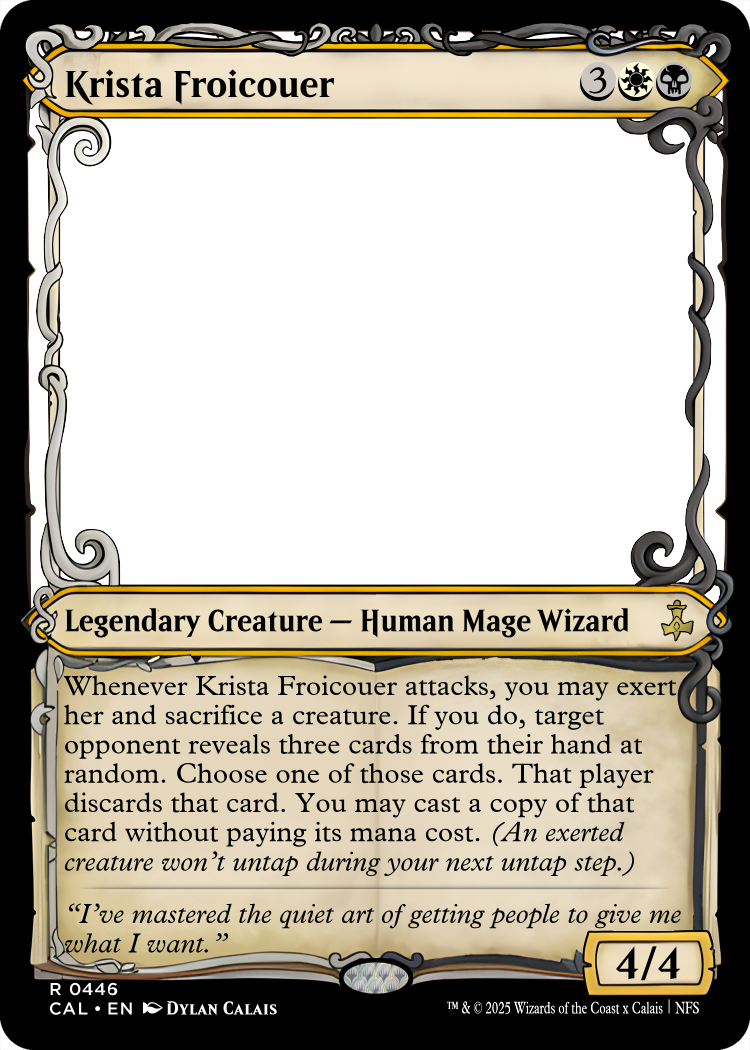 Krista Froicouer 3
Legendary Creature — Human Mage Wizard
Whenever Krista Froicouer attacks, you may exert
her and sacrifice a creature. If you do, target
opponent reveals three cards from their hand at
random. Choose one of those cards. That player
discards that card. You may cast a copy of that
card without paying its mana cost. (An exerted
creature won’t untap during your next untap step.)
“I’ve mastered the quiet art of getting people to give me
what I want.”
4/4
R 0446
CAL • EN Dylan Calais
™ & © 2025 Wizards of the Coast x Calais | NFS